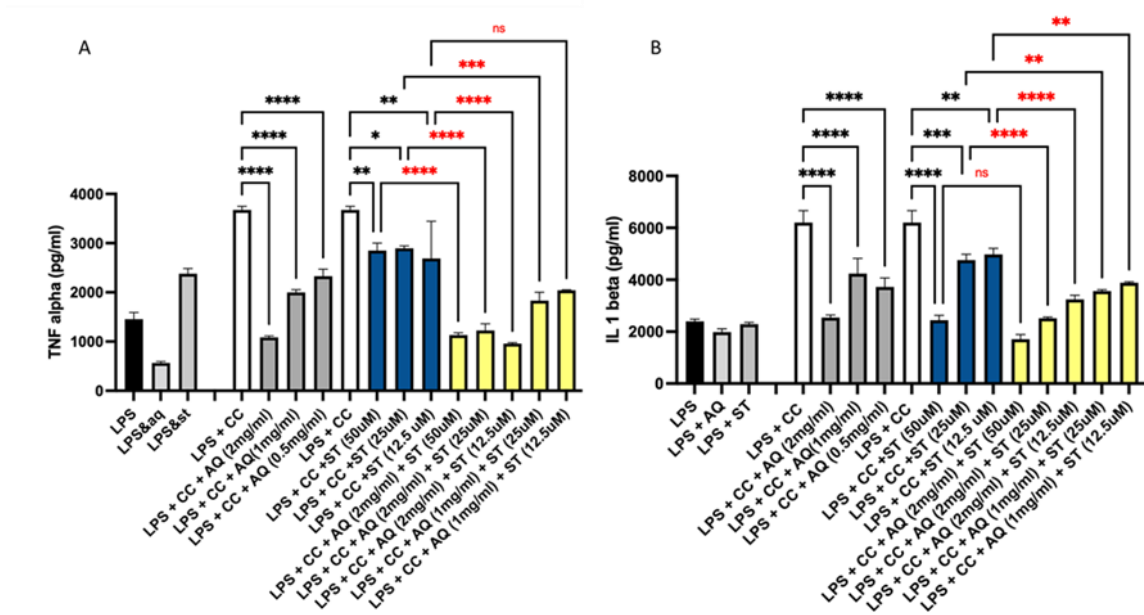 A
ns
***
**
****
****
*
****
****
****
**
****
4000
3000
2000
1000
0
TNF alpha (pg/ml)
LPS
LPS&aq
LPS&st
LPS + CC
LPS + CC + AQ (2mg/ml)
LPS + CC + AQ(1mg/ml)
LPS + CC + AQ (0.5mg/ml)
LPS + CC
LPS + CC +ST (50uM)
LPS + CC + ST (25uM)
LPS + CC + ST (12.5 uM)
LPS + CC + AQ (2mg/ml) + ST (50uM)
LPS + CC + AQ (2mg/ml) + ST (25uM)
LPS + CC + AQ (2mg/ml) + ST (12.5uM)
LPS + CC + AQ (1mg/ml) + ST (25uM)
LPS + CC + AQ (1mg/ml) + ST (12.5uM)
B
**
**
****
**
****
****
***
****
****
****
ns
8000
6000
4000
2000
0
IL 1 beta (pg/ml)
LPS
LPS + AQ
LPS + ST
LPS + CC
LPS + CC + AQ (2mg/ml)
LPS + CC + AQ(1mg/ml)
LPS + CC + AQ (0.5mg/ml)
LPS + CC
LPS + CC +ST (50uM)
LPS + CC + ST (25uM)
LPS + CC + ST (12.5 uM)
LPS + CC + AQ (2mg/ml) + ST (50uM)
LPS + CC + AQ (2mg/ml) + ST (25uM)
LPS + CC + AQ (2mg/ml) + ST (12.5uM)
LPS + CC + AQ (1mg/ml) + ST (25uM)
LPS + CC + AQ (1mg/ml) + ST (12.5uM)